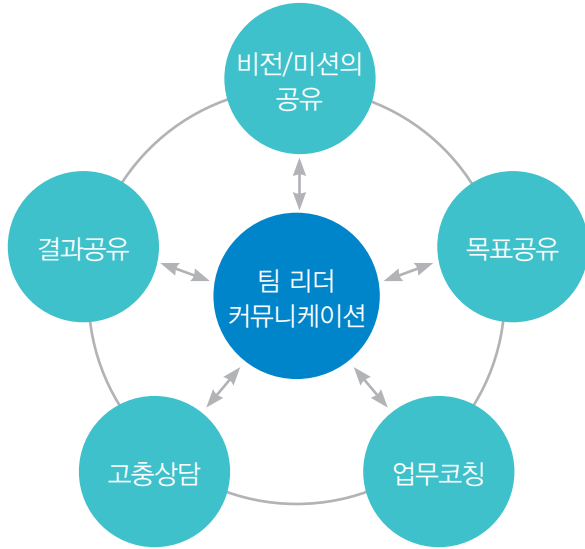 비전/미션의
공유
결과공유
목표공유
팀 리더
커뮤니케이션
고충상담
업무코칭